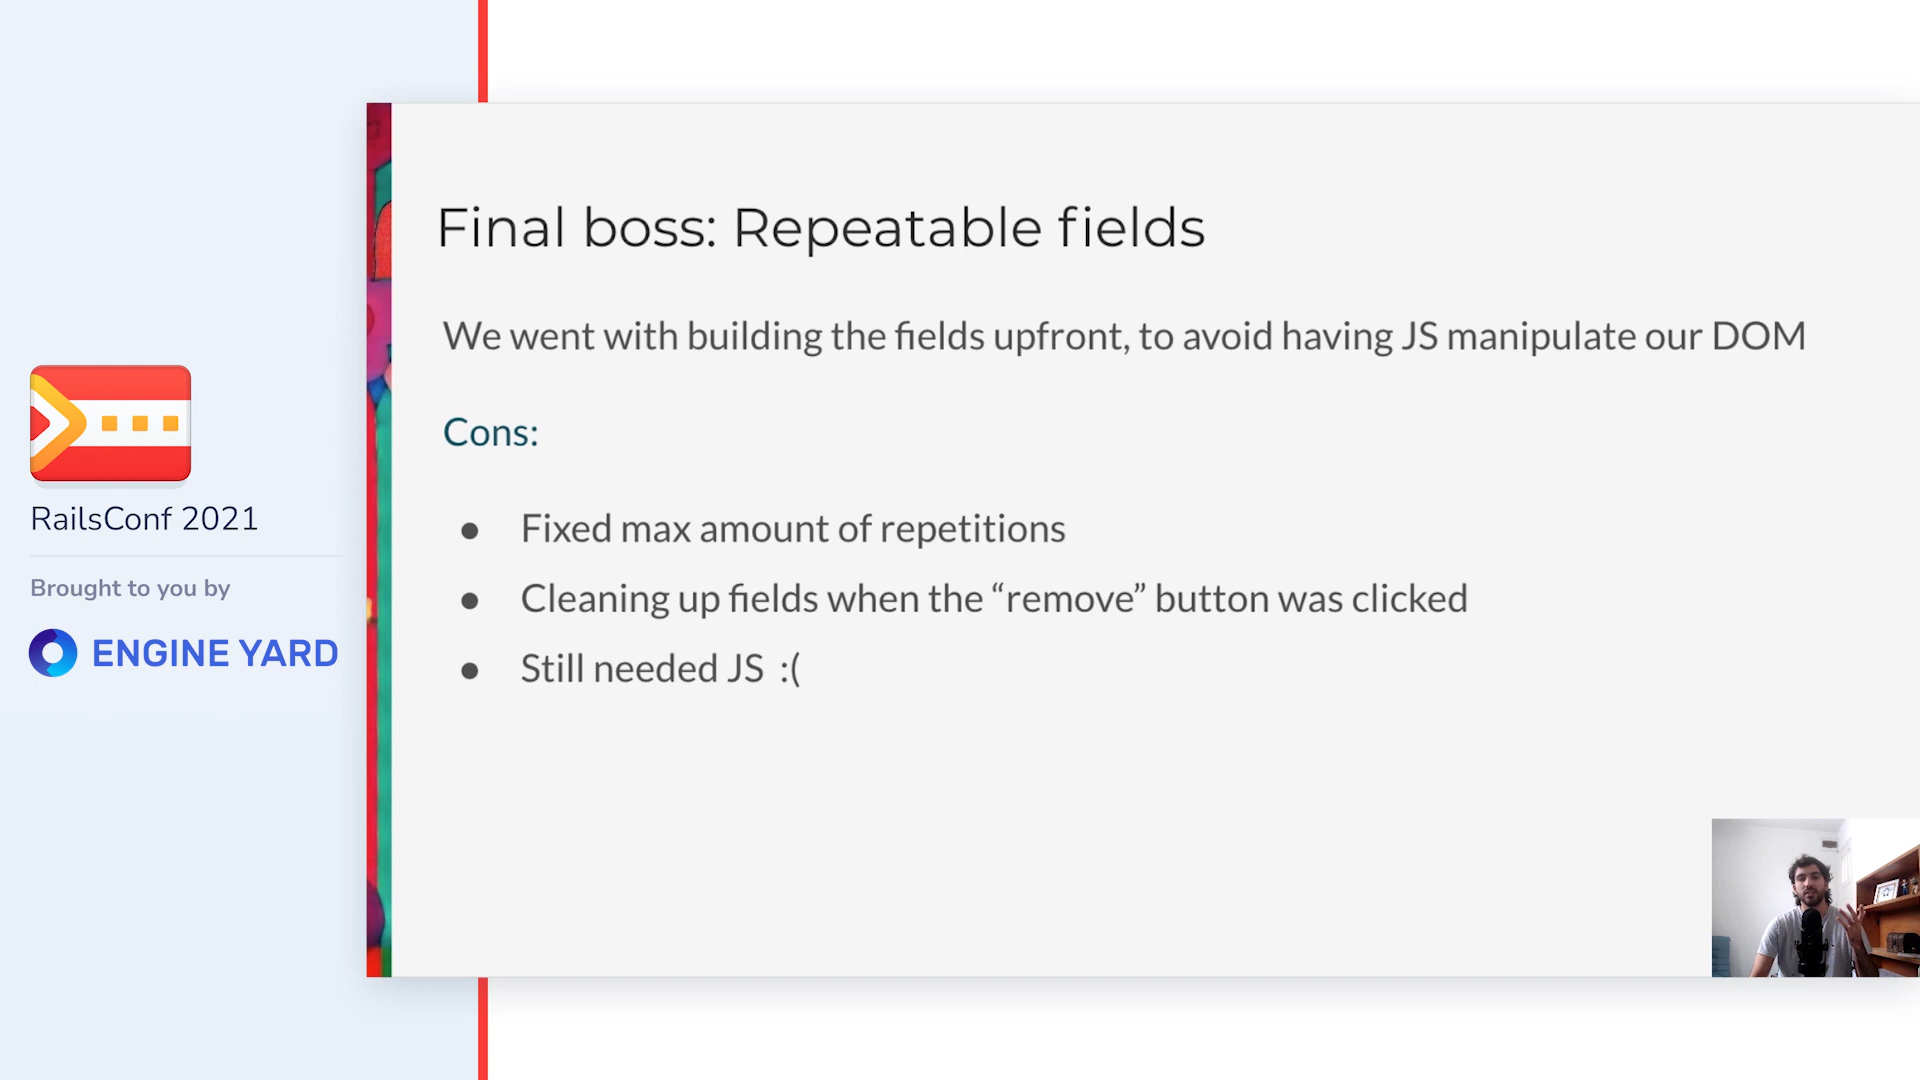 Final boss: Repeatable fields
We went with building the fields upfront, to avoid having JS manipulate our DOM
Cons:
● Fixed max amount of repetitions
● Cleaning up fields when the “remove” button was clicked
● Still needed JS :(
RailsConf 2021
Brought to you by
ENGINE YARD